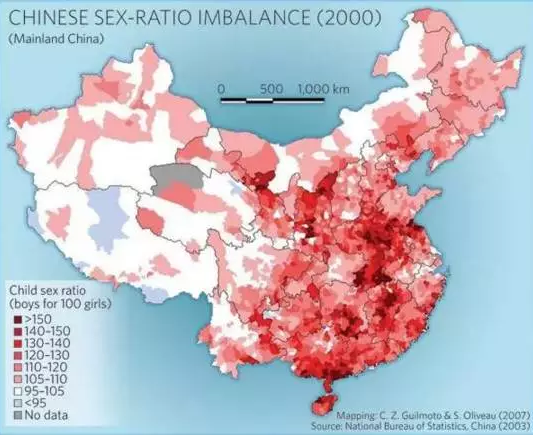 CHINESE SEX-RATIO IMBALANCE (2000)
(Mainland China)
0 500 1,000 km
Child sex ratio
(boys for 100 girls)
>150
140–150
130–140
120–130
110–120
105–110
95–105
<95
No data
Mapping: C. Z. Guilmoto & S. Oliveau (2007)
Source: National Bureau of Statistics, China (2003)